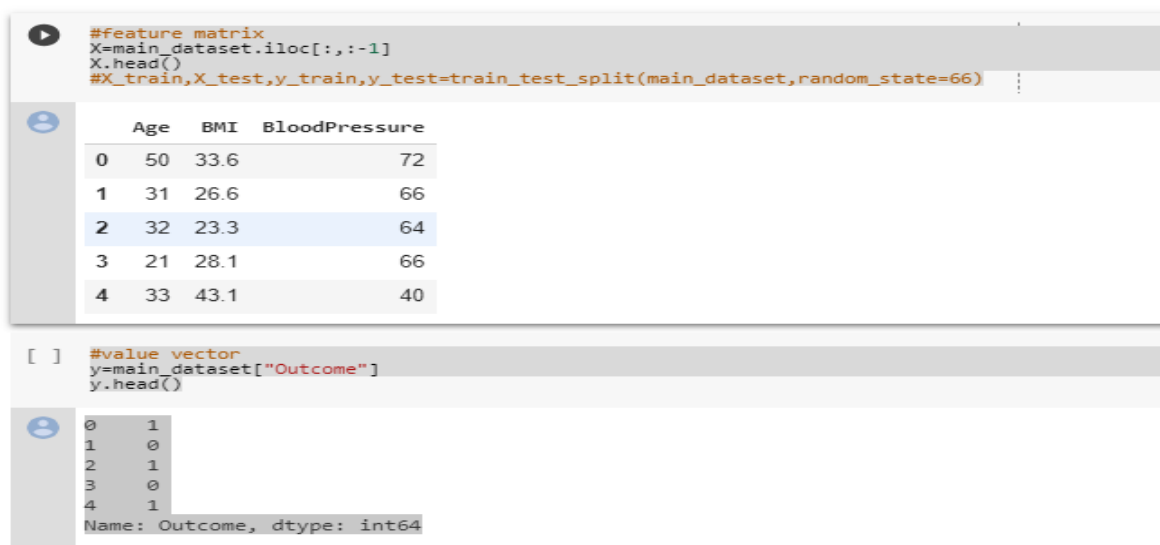 #feature matrix
X=main_dataset.iloc[:,:-1]
X.head()
#X_train,X_test,y_train,y_test=train_test_split(main_dataset,random_state=66)
Age BMI BloodPressure
0 50 33.6 72
1 31 26.6 66
2 32 23.3 64
3 21 28.1 66
4 33 43.1 40
[ ] #value vector
y=main_dataset["Outcome"]
y.head()
0 1
1 0
2 1
3 0
4 1
Name: Outcome, dtype: int64